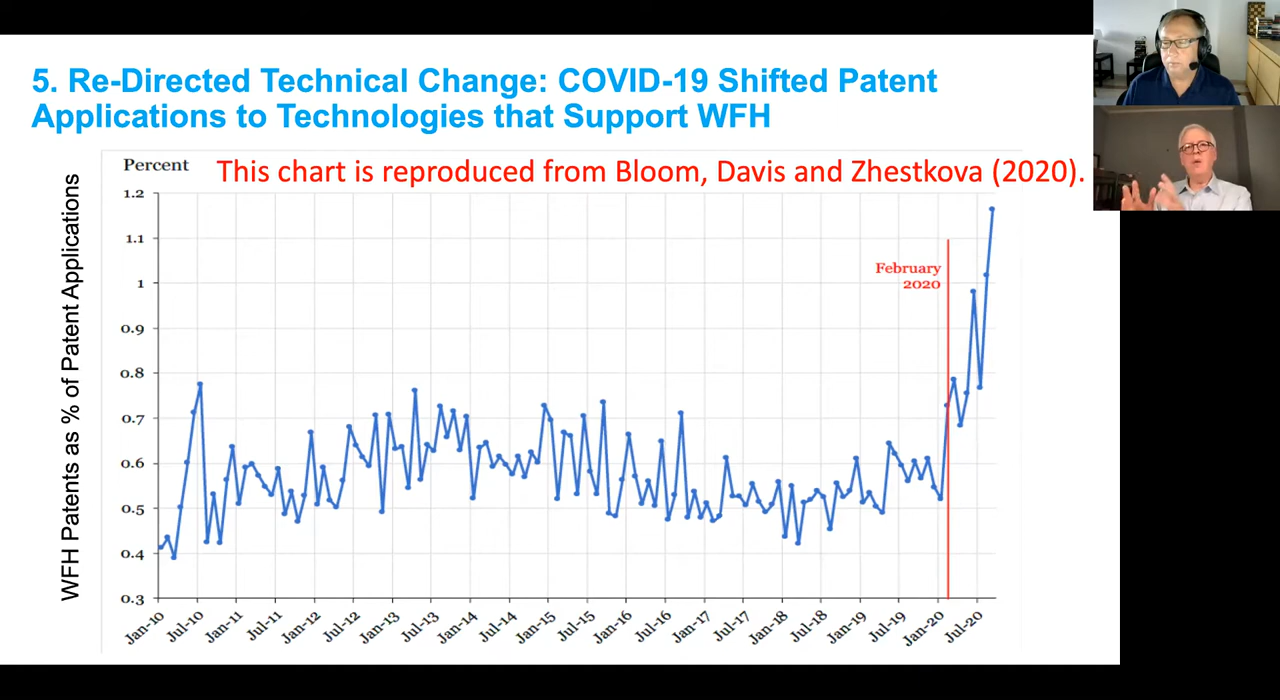 5. Re-Directed Technical Change: COVID-19 Shifted Patent
Applications to Technologies that Support WFH
Percent
This chart is reproduced from Bloom, Davis and Zhestkova (2020).
WFH Patents as % of Patent Applications
1.2
1.1
1
0.9
0.8
0.7
0.6
0.5
0.4
0.3
February
2020
Jan-10
Jul-10
Jan-11
Jul-11
Jan-12
Jul-12
Jan-13
Jul-13
Jan-14
Jul-14
Jan-15
Jul-15
Jan-16
Jul-16
Jan-17
Jul-17
Jan-18
Jul-18
Jan-19
Jul-19
Jan-20
Jul-20